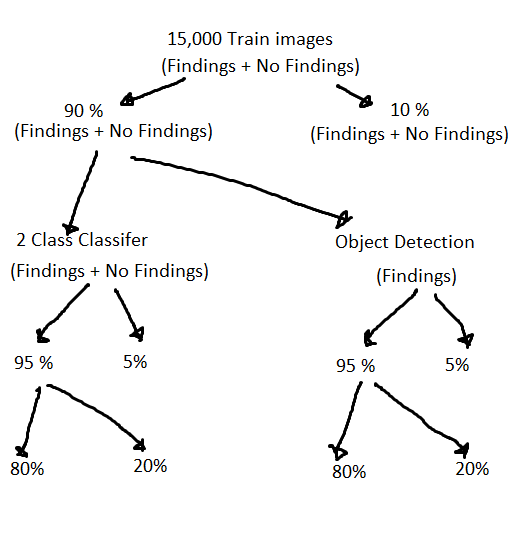 15,000 Train images
(Findings + No Findings)
90 %
(Findings + No Findings)
10 %
(Findings + No Findings)
2 Class Classifer
(Findings + No Findings)
Object Detection
(Findings)
95 %
5%
95 %
5%
80%
20%
80%
20%